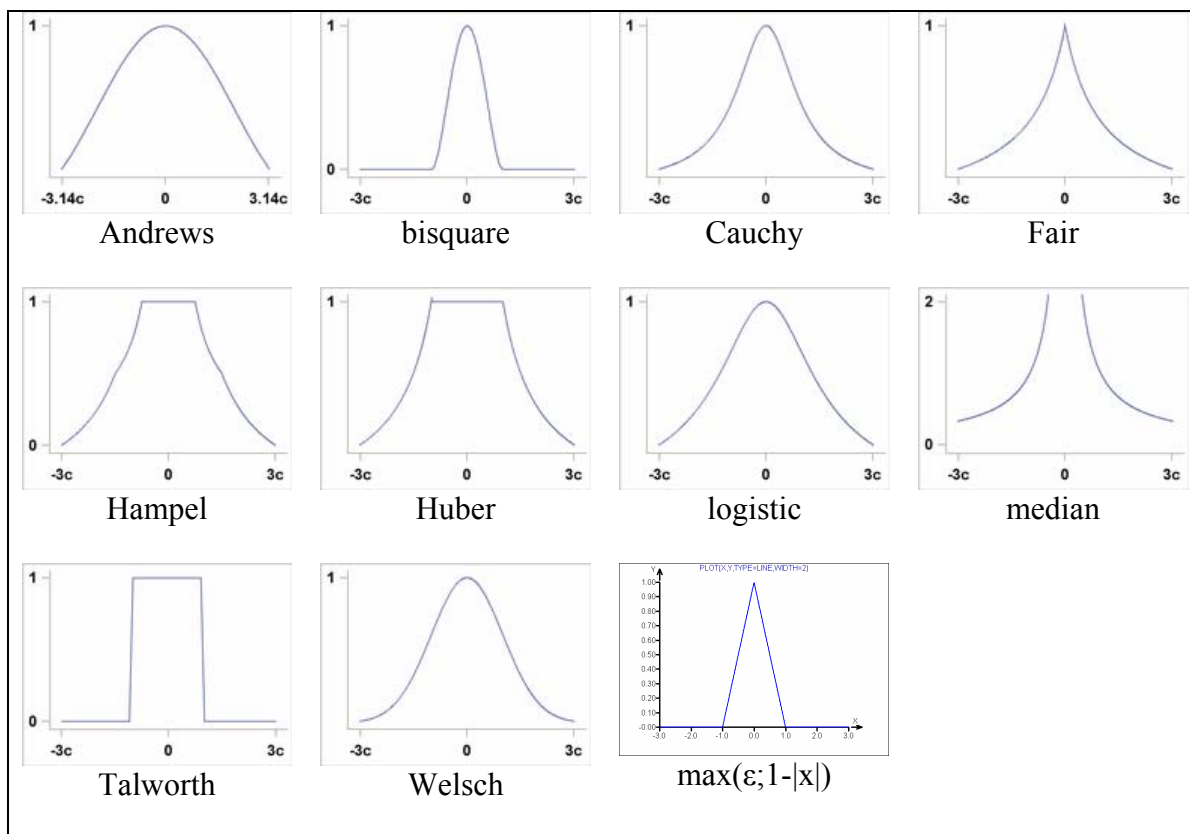 1
-3.14c 0 3.14c
Andrews
1
0
-3c 0 3c
bisquare
1
-3c 0 3c
Cauchy
1
-3c 0 3c
Fair
1
0
-3c 0 3c
Hampel
1
0
-3c 0 3c
Huber
1
-3c 0 3c
logistic
2
0
-3c 0 3c
median
1
0
-3c 0 3c
Talworth
1
0
-3c 0 3c
Welsch
PLOT(X,Y,TYPE=LINE,WIDTH=2)
Y
1.00
0.90
0.80
0.70
0.60
0.50
0.40
0.30
0.20
0.10
-0.00
X
-3.0 -2.0 -1.0 0.0 1.0 2.0 3.0
max(ε;1-|x|)